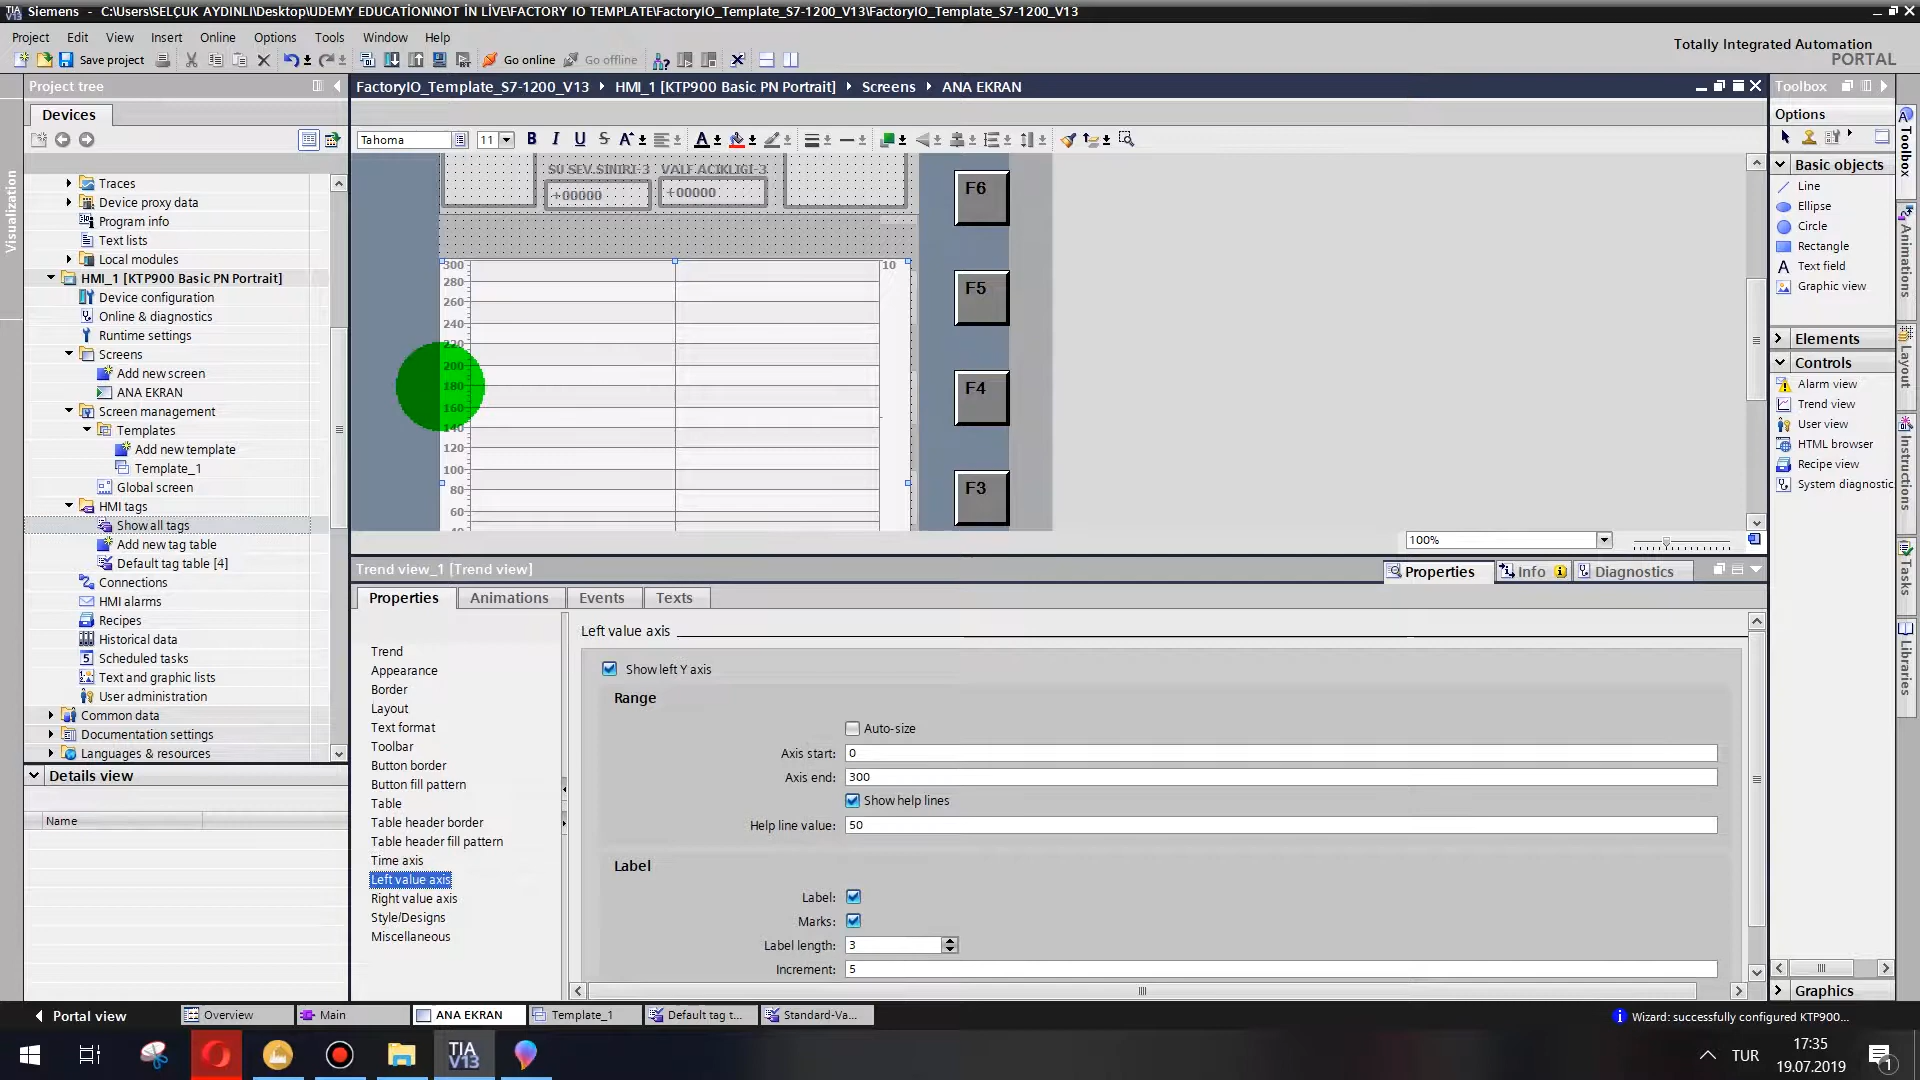 Siemens - C:\Users\SELÇUK AYDINLI\Desktop\UDEMY EDUCATİON\NOT İN LİVE\FACTORY IO TEMPLATE\FactoryIO_Template_S7-1200_V13\FactoryIO_Template_S7-1200_V13
Project Edit View Insert Online Options Tools Window Help
Totally Integrated Automation
PORTAL
Save project
Go online
Go offline
Project tree
Devices
Visualization
Traces
Device proxy data
Program info
Text lists
Local modules
HMI_1 [KTP900 Basic PN Portrait]
Device configuration
Online & diagnostics
Runtime settings
Screens
Add new screen
ANA EKRAN
Screen management
Templates
Add new template
Template_1
Global screen
HMI tags
Show all tags
Add new tag table
Default tag table [4]
Connections
HMI alarms
Recipes
Historical data
Scheduled tasks
Text and graphic lists
User administration
Common data
Documentation settings
Languages & resources
Details view
Name
FactoryIO_Template_S7-1200_V13 HMI_1 [KTP900 Basic PN Portrait] Screens ANA EKRAN
Tahoma 11 B I U S A A
SU.SEV.SINIRI-3 VALF.ACIKLIGI-3
+00000 +00000
300
280
260
240
220
200
180
160
140
120
100
80
60
40
10
F6
F5
F4
F3
100%
Trend view_1 [Trend view]
Properties Info Diagnostics
Properties Animations Events Texts
Trend
Appearance
Border
Layout
Text format
Toolbar
Button border
Button fill pattern
Table
Table header border
Table header fill pattern
Time axis
Left value axis
Right value axis
Style/Designs
Miscellaneous
Left value axis
Show left Y axis
Range
Auto-size
Axis start: 0
Axis end: 300
Show help lines
Help line value: 50
Label
Label:
Marks:
Label length: 3
Increment: 5
Toolbox
Options
Basic objects
Line
Ellipse
Circle
Rectangle
A Text field
Graphic view
Elements
Controls
Alarm view
Trend view
User view
HTML browser
Recipe view
System diagnostic
Graphics
Toolbox
Animations
Layout
Instructions
Tasks
Libraries
Portal view
Overview
Main
ANA EKRAN
Template_1
Default tag t...
Standard-Va...
Wizard: successfully configured KTP900...
TIA
V13
TUR
17:35
19.07.2019
1